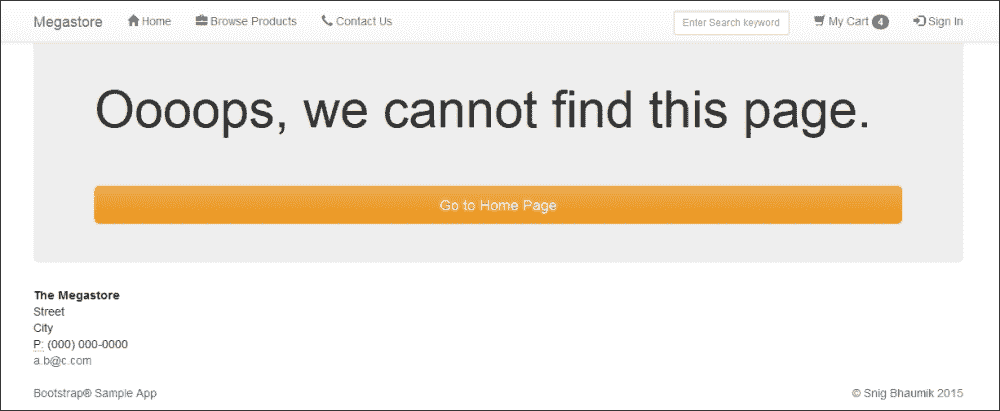 Megastore Home Browse Products Contact Us Enter Search keyword My Cart 4 Sign In
Oooops, we cannot find this page.
Go to Home Page
The Megastore
Street
City
P: (000) 000-0000
a.b@c.com
Bootstrap® Sample App © Snig Bhaumik 2015